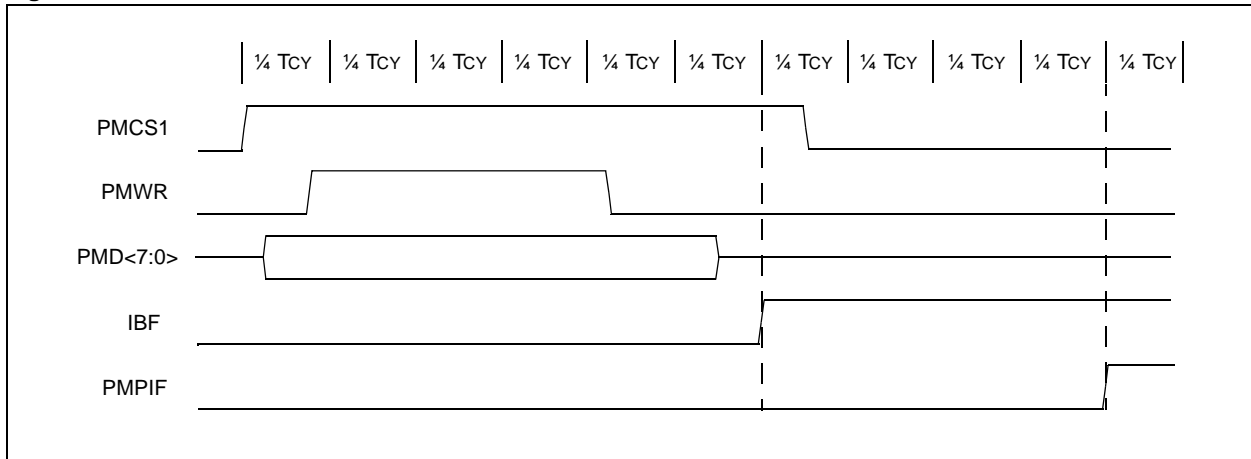 ¼ TCY ¼ TCY ¼ TCY ¼ TCY ¼ TCY ¼ TCY ¼ TCY ¼ TCY ¼ TCY ¼ TCY ¼ TCY
PMCS1
PMWR
PMD<7:0>
IBF
PMPIF